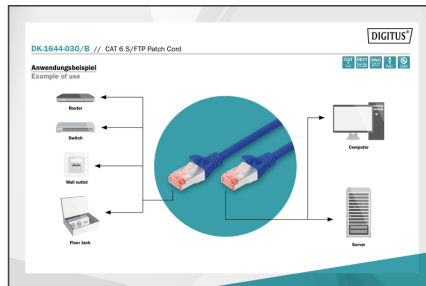 DIGITUS®
DK-1644-030/B // CAT 6 S/FTP Patch Cord
Anwendungsbeispiel
Example of use
Router
Switch
Wall outlet
Floor tank
Computer
Server